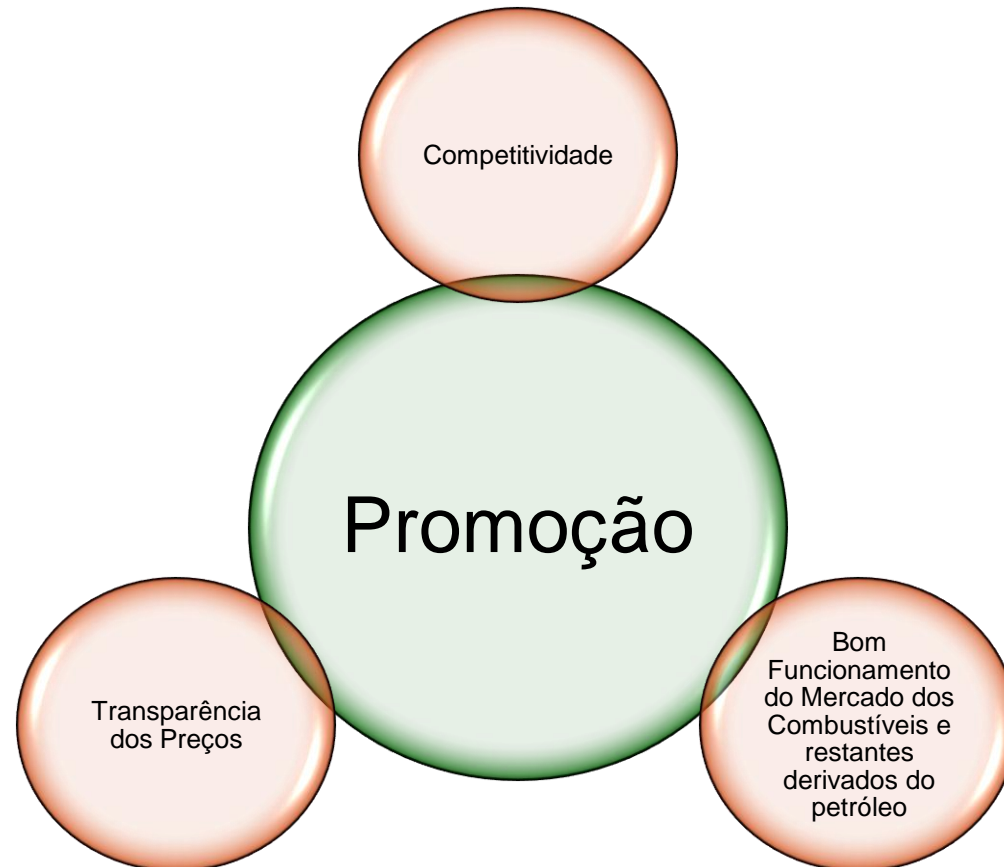 Competitividade
Promoção
Transparência
dos Preços
Bom
Funcionamento
do Mercado dos
Combustíveis e
restantes
derivados do
petróleo